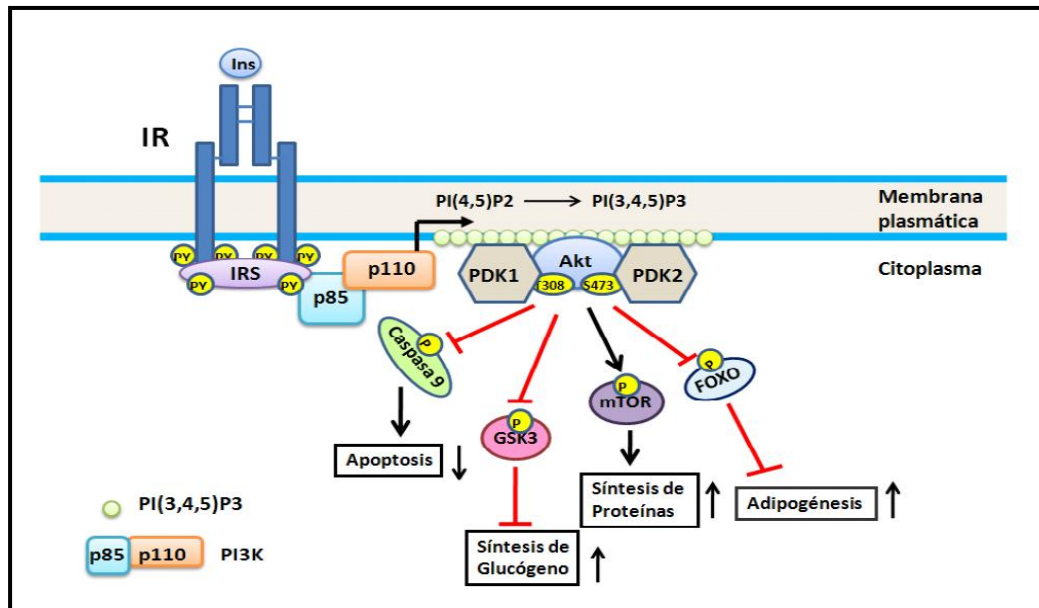 Ins
IR
PI(4,5)P2
PI(3,4,5)P3
Membrana
plasmática
Citoplasma
PY
PY
PY
PY
IRS
PY
PY
p85
p110
PDK1
Akt
PDK2
T308
S473
P
Caspasa 9
P
GSK3
P
mTOR
P
FOXO
Apoptosis
Síntesis de
Proteínas
Adipogénesis
Síntesis de
Glucógeno
PI(3,4,5)P3
p85
p110
PI3K